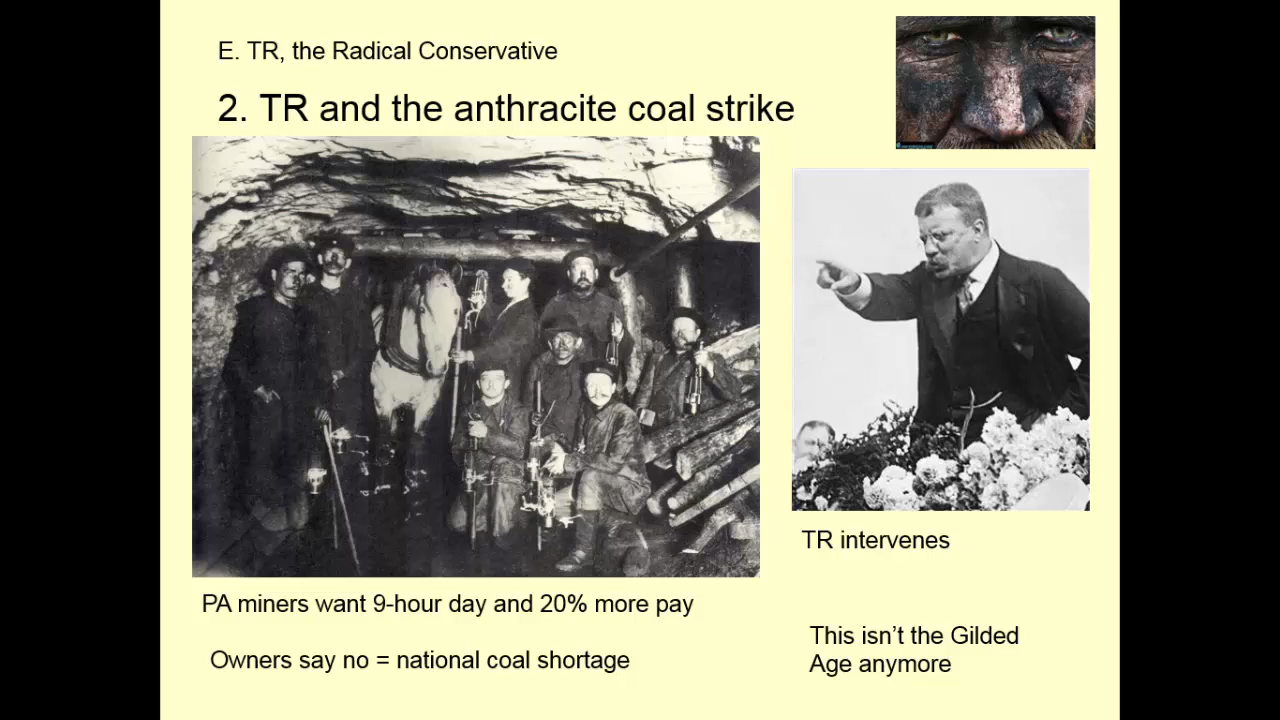 E. TR, the Radical Conservative
2. TR and the anthracite coal strike
TR intervenes
PA miners want 9-hour day and 20% more pay
Owners say no = national coal shortage
This isn’t the Gilded
Age anymore